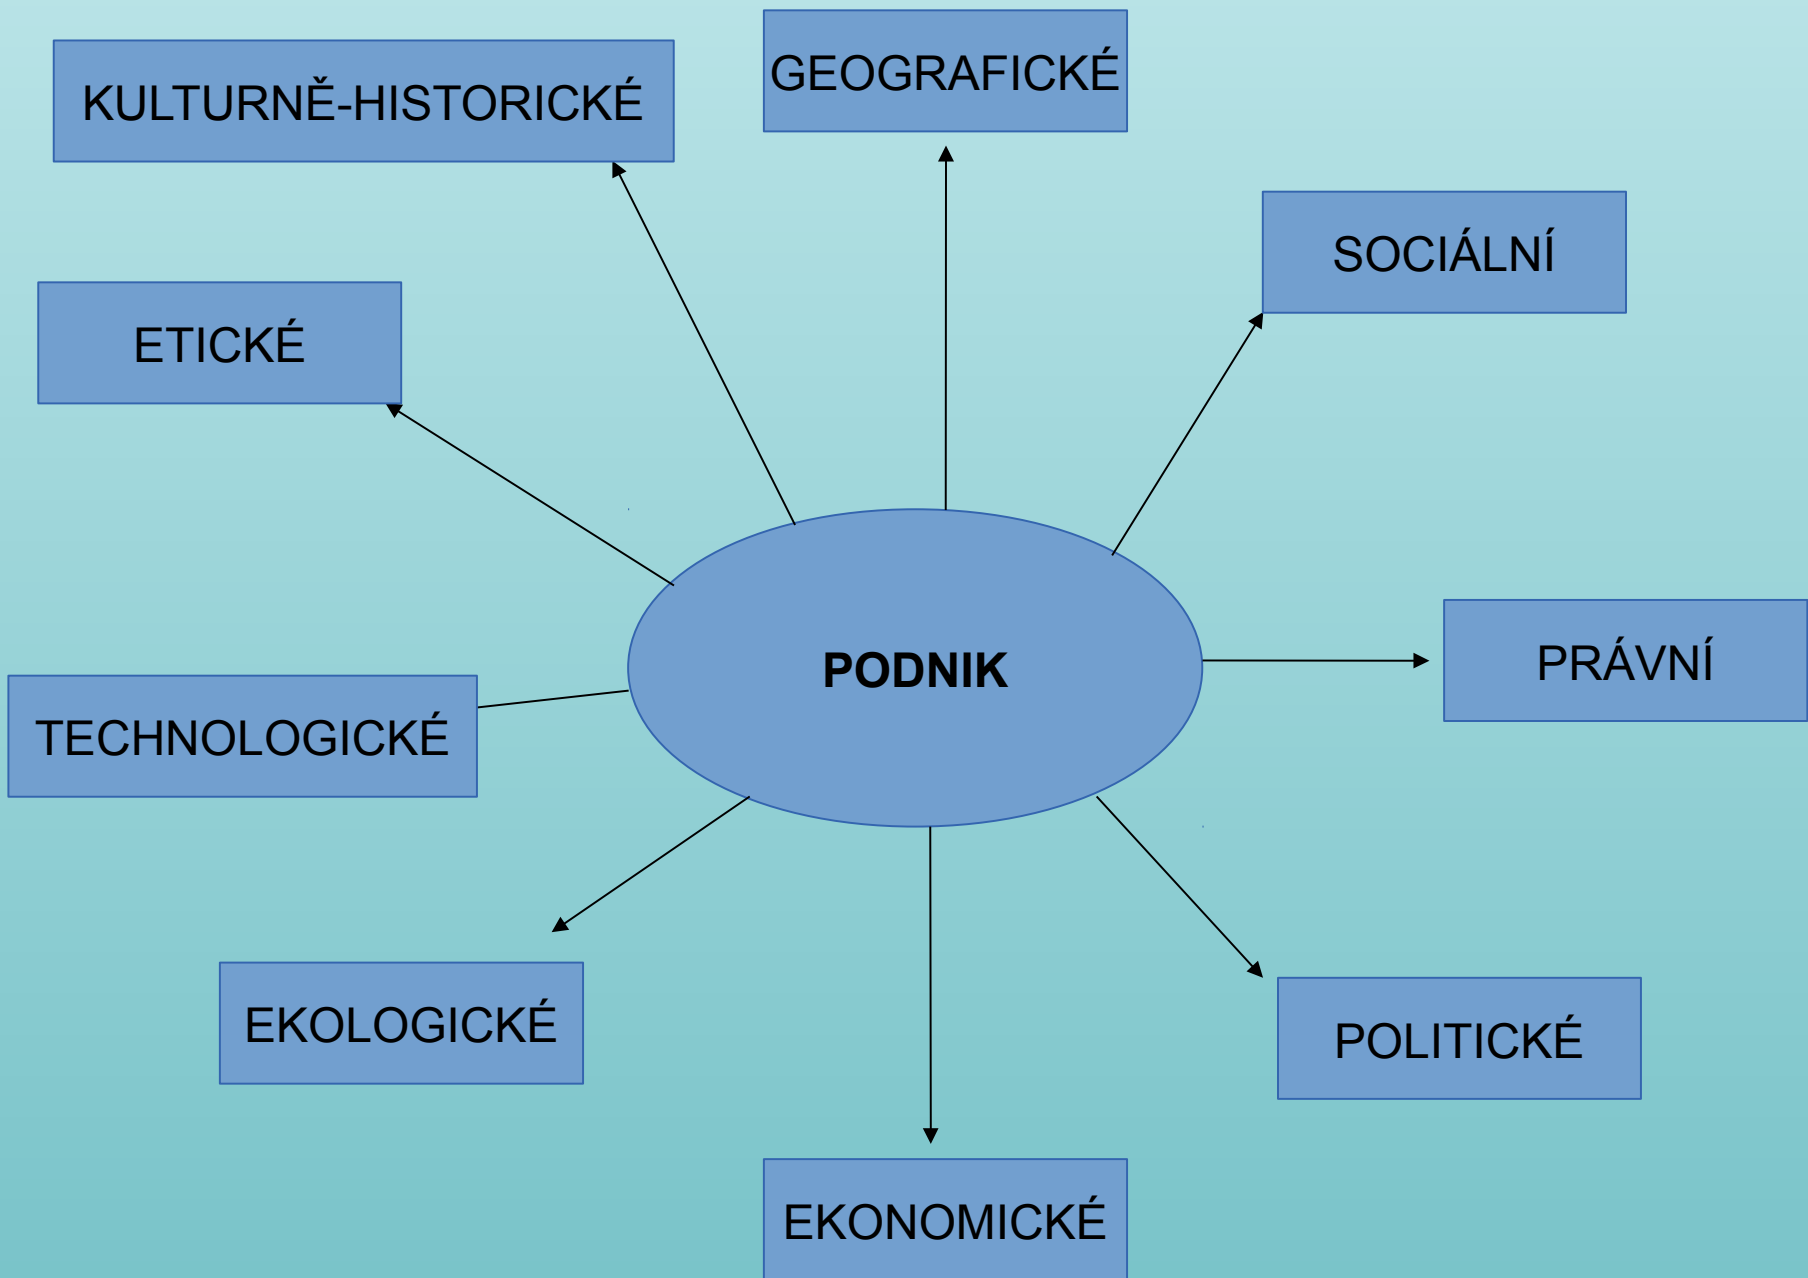 GEOGRAFICKÉ
KULTURNĚ-HISTORICKÉ
SOCIÁLNÍ
ETICKÉ
PODNIK
PRÁVNÍ
TECHNOLOGICKÉ
EKOLOGICKÉ
POLITICKÉ
EKONOMICKÉ